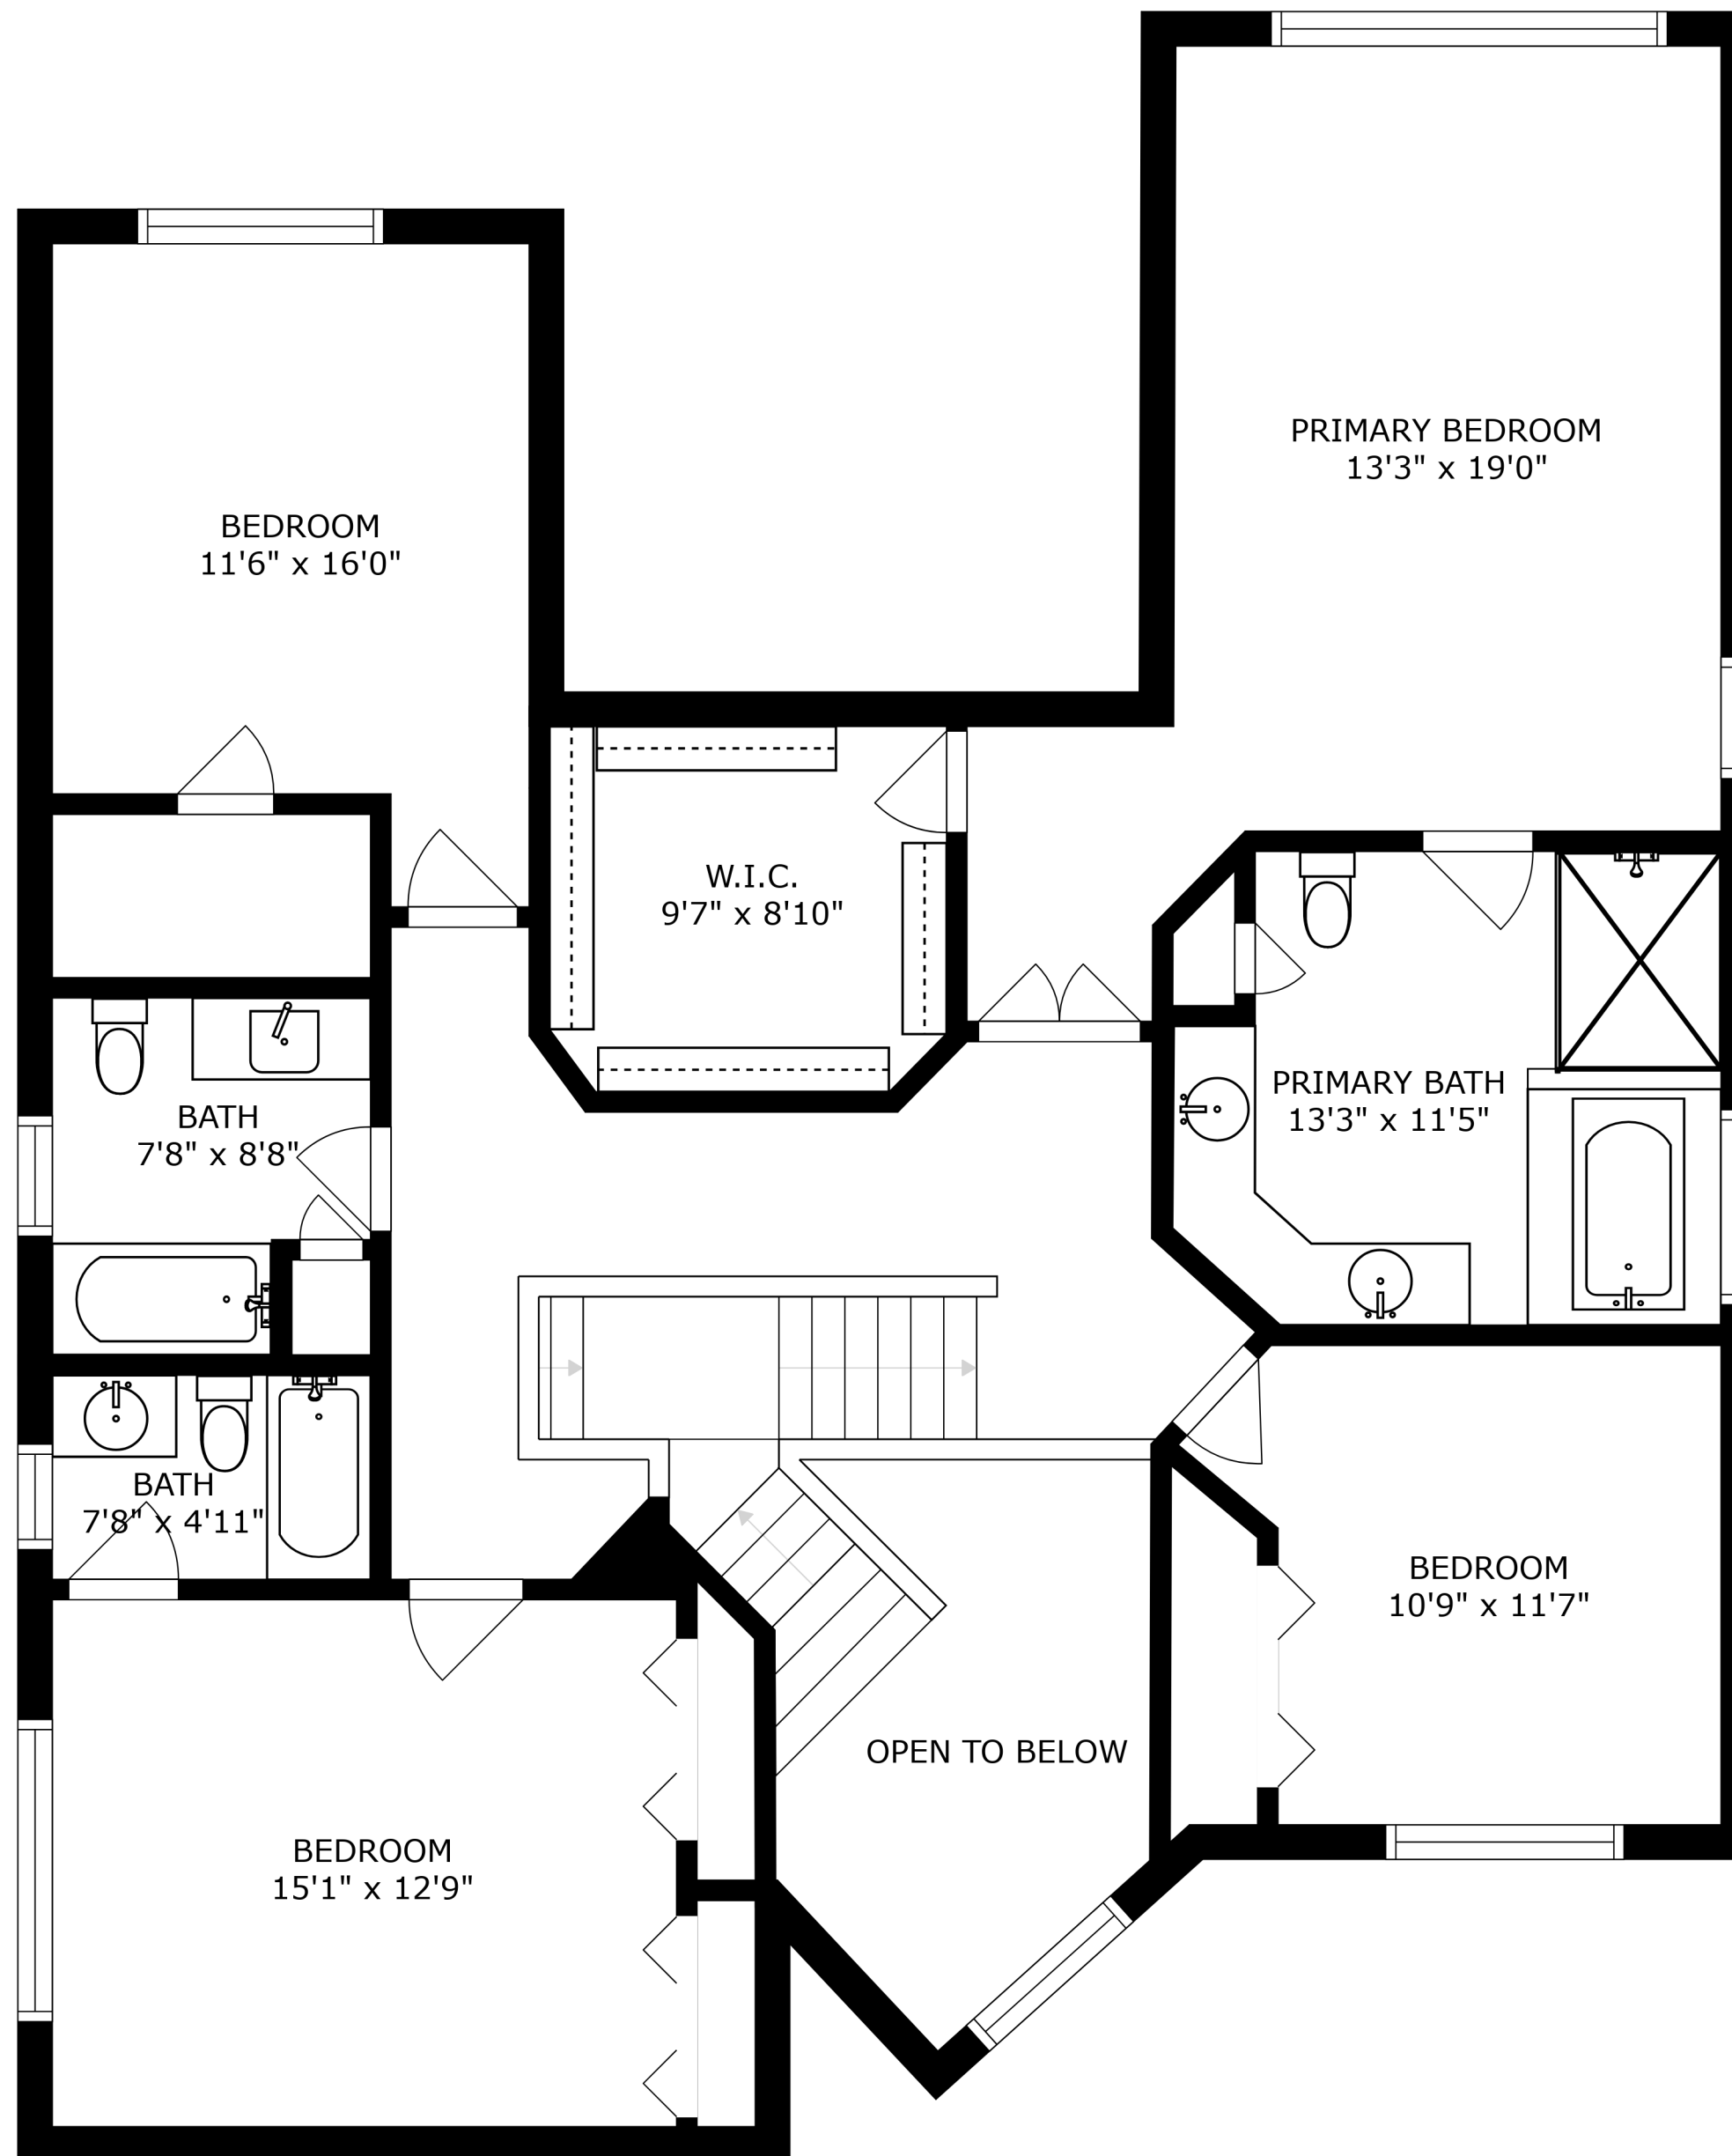 PRIMARY BEDROOM
13'3" x 19'0"
BEDROOM
11'6" x 16'0"
W.I.C.
9'7" x 8'10"
PRIMARY BATH
13'3" x 11'5"
BATH
7'8" x 8'8"
BATH
7'8" x 4'11"
BEDROOM
10'9" x 11'7"
OPEN TO BELOW
BEDROOM
15'1" x 12'9"